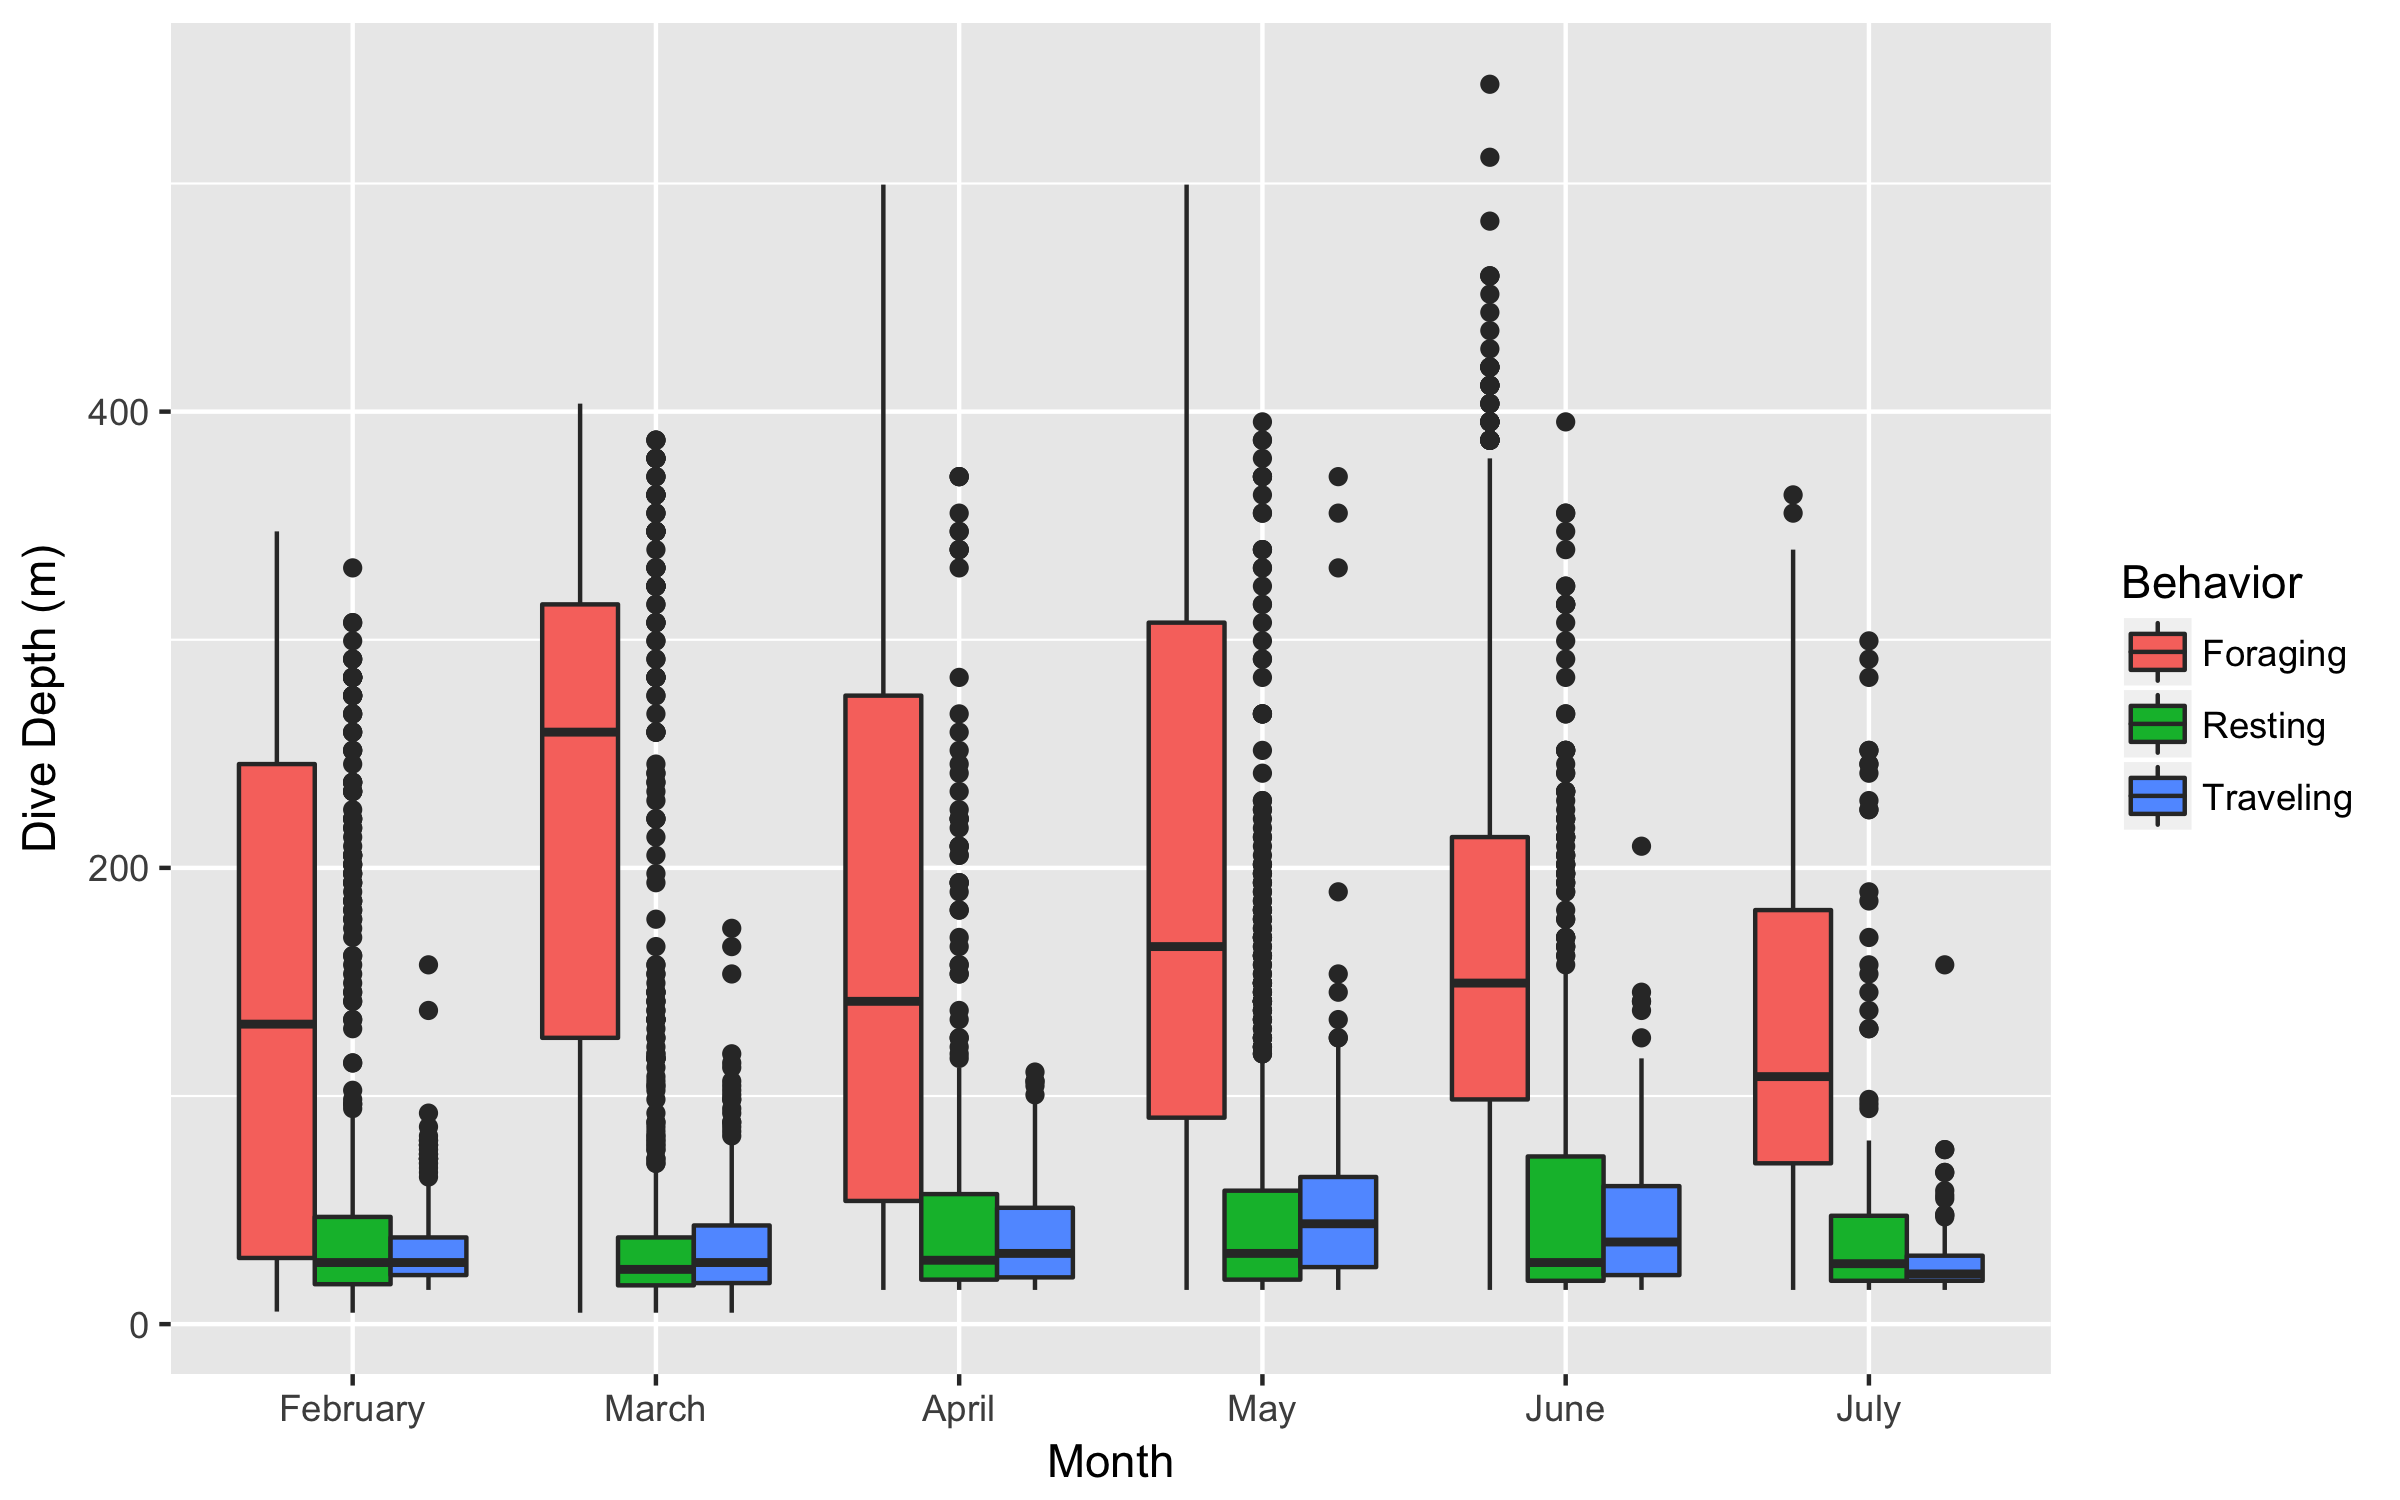 Dive Depth (m)
400
200
0
February March April May June July
Month
Behavior
Foraging
Resting
Traveling